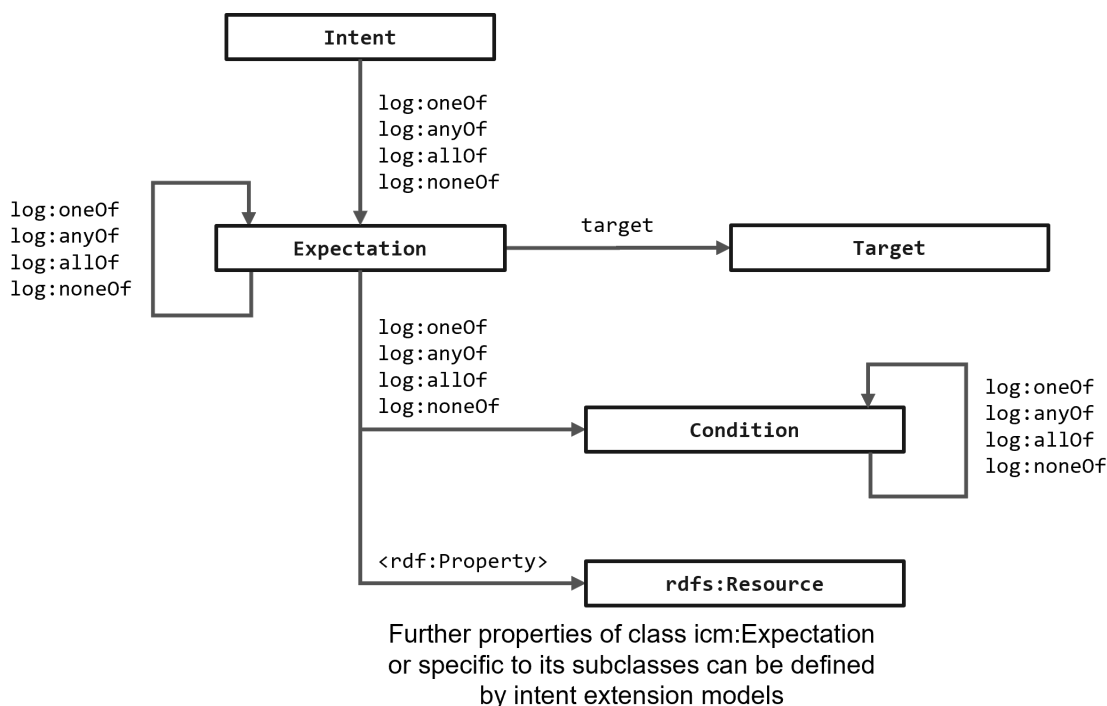 Intent
log:oneOf
log:anyOf
log:allOf
log:noneOf
log:oneOf
log:anyOf
log:allOf
log:noneOf
Expectation
target
Target
log:oneOf
log:anyOf
log:allOf
log:noneOf
Condition
log:oneOf
log:anyOf
log:allOf
log:noneOf
<rdf:Property>
rdfs:Resource
Further properties of class icm:Expectation
or specific to its subclasses can be defined
by intent extension models